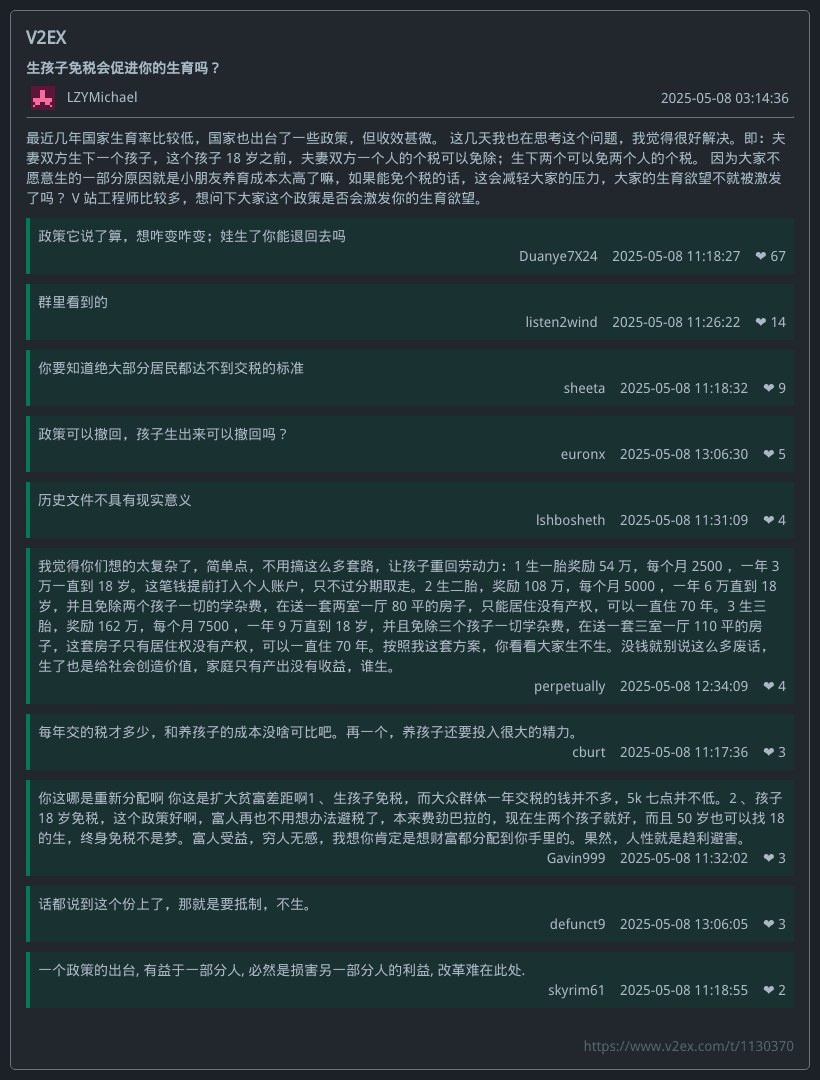 V2EX
生孩子免税会促进你的生育吗？
LZYMichael 2025-05-08 03:14:36
最近几年国家生育率比较低，国家也出台了一些政策，但收效甚微。 这几天我也在思考这个问题，我觉得很好解决。即：夫
妻双方生下一个孩子，这个孩子 18 岁之前，夫妻双方一个人的个税可以免除；生下两个可以免两个人的个税。 因为大家不
愿意生的一部分原因就是小朋友养育成本太高了嘛，如果能免个税的话，这会减轻大家的压力，大家的生育欲望不就被激发
了吗？ V 站工程师比较多，想问下大家这个政策是否会激发你的生育欲望。
政策它说了算，想咋变咋变；娃生了你能退回去吗
Duanye7X24 2025-05-08 11:18:27 ❤ 67
群里看到的
listen2wind 2025-05-08 11:26:22 ❤ 14
你要知道绝大部分居民都达不到交税的标准
sheeta 2025-05-08 11:18:32 ❤ 9
政策可以撤回，孩子生出来可以撤回吗？
euronx 2025-05-08 13:06:30 ❤ 5
历史文件不具有现实意义
lshbosheth 2025-05-08 11:31:09 ❤ 4
我觉得你们想的太复杂了，简单点，不用搞这么多套路，让孩子重回劳动力：1 生一胎奖励 54 万，每个月 2500 ，一年 3
万一直到 18 岁。这笔钱提前打入个人账户，只不过分期取走。2 生二胎，奖励 108 万，每个月 5000 ，一年 6 万直到 18
岁，并且免除两个孩子一切的学杂费，在送一套两室一厅 80 平的房子，只能居住没有产权，可以一直住 70 年。3 生三
胎，奖励 162 万，每个月 7500 ，一年 9 万直到 18 岁，并且免除三个孩子一切学杂费，在送一套三室一厅 110 平的房
子，这套房子只有居住权没有产权，可以一直住 70 年。按照我这套方案，你看看大家生不生。没钱就别说这么多废话，
生了也是给社会创造价值，家庭只有产出没有收益，谁生。
perpetually 2025-05-08 12:34:09 ❤ 4
每年交的税才多少，和养孩子的成本没啥可比吧。再一个，养孩子还要投入很大的精力。
cburt 2025-05-08 11:17:36 ❤ 3
你这哪是重新分配啊 你这是扩大贫富差距啊1 、生孩子免税，而大众群体一年交税的钱并不多，5k 七点并不低。2 、孩子
18 岁免税，这个政策好啊，富人再也不用想办法避税了，本来费劲巴拉的，现在生两个孩子就好，而且 50 岁也可以找 18
的生，终身免税不是梦。富人受益，穷人无感，我想你肯定是想财富都分配到你手里的。果然，人性就是趋利避害。
Gavin999 2025-05-08 11:32:02 ❤ 3
话都说到这个份上了，那就是要抵制，不生。
defunct9 2025-05-08 13:06:05 ❤ 3
一个政策的出台, 有益于一部分人, 必然是损害另一部分人的利益, 改革难在此处.
skyrim61 2025-05-08 11:18:55 ❤ 2
https://www.v2ex.com/t/1130370